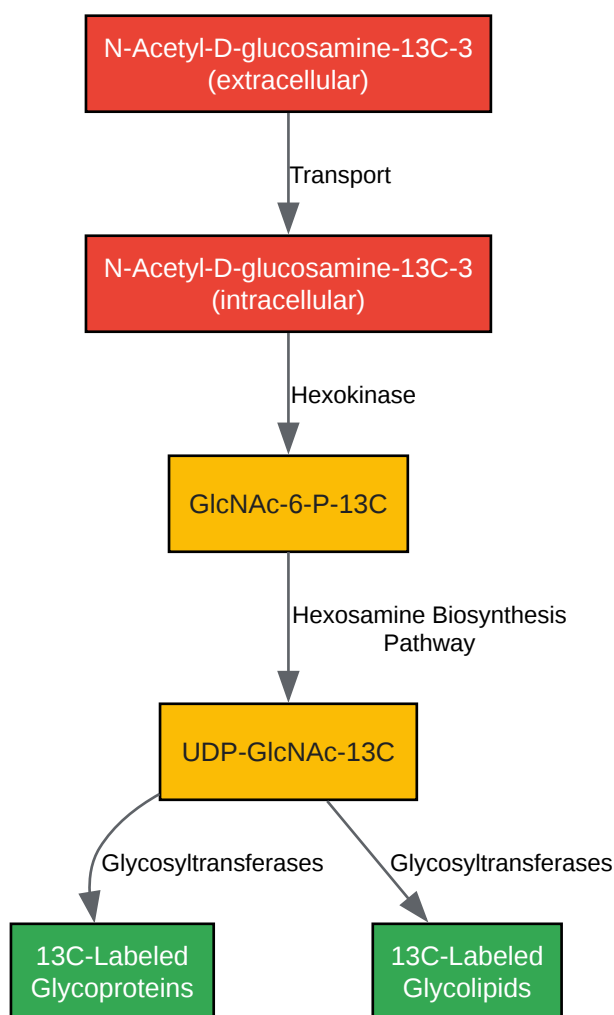 N-Acetyl-D-glucosamine-13C-3
(extracellular)
Transport
N-Acetyl-D-glucosamine-13C-3
(intracellular)
Hexokinase
GlcNAc-6-P-13C
Hexosamine Biosynthesis
Pathway
UDP-GlcNAc-13C
Glycosyltransferases
Glycosyltransferases
13C-Labeled
Glycoproteins
13C-Labeled
Glycolipids